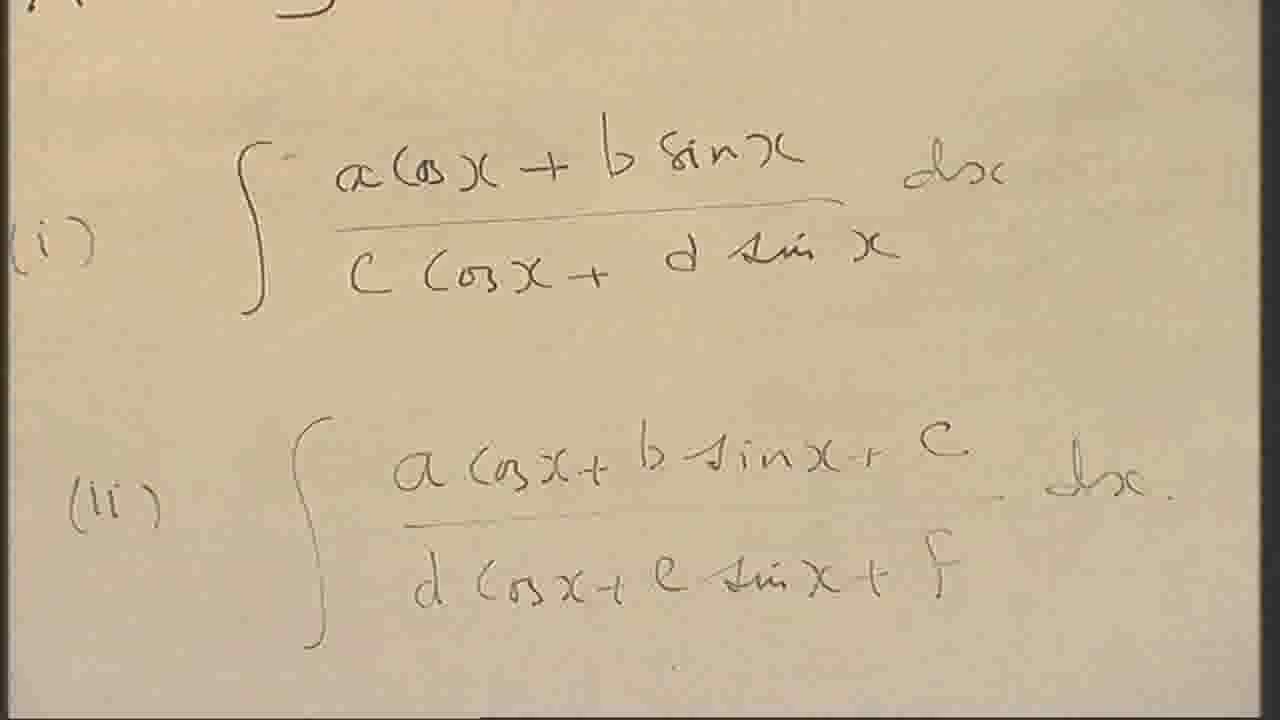 (i) ∫ (a cos x + b sin x) / (c cos x + d sin x) dx
(ii) ∫ (a cos x + b sin x + c) / (d cos x + e sin x + f) dx.